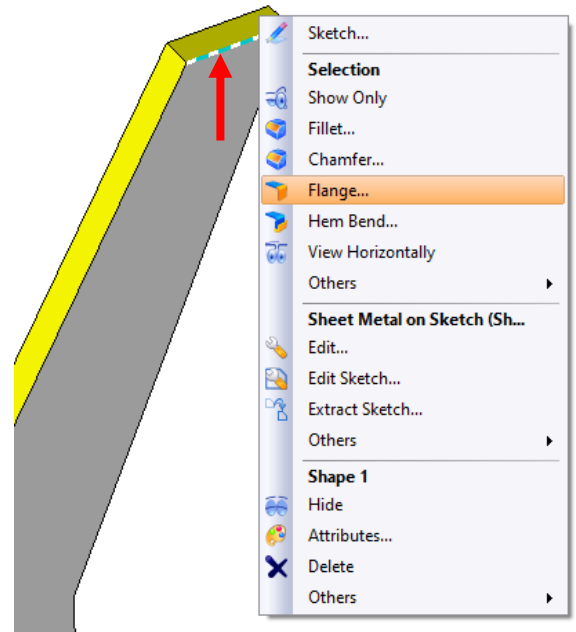 Sketch...
Selection
Show Only
Fillet...
Chamfer...
Flange...
Hem Bend...
View Horizontally
Others
Sheet Metal on Sketch (Sh...
Edit...
Edit Sketch...
Extract Sketch...
Others
Shape 1
Hide
Attributes...
Delete
Others